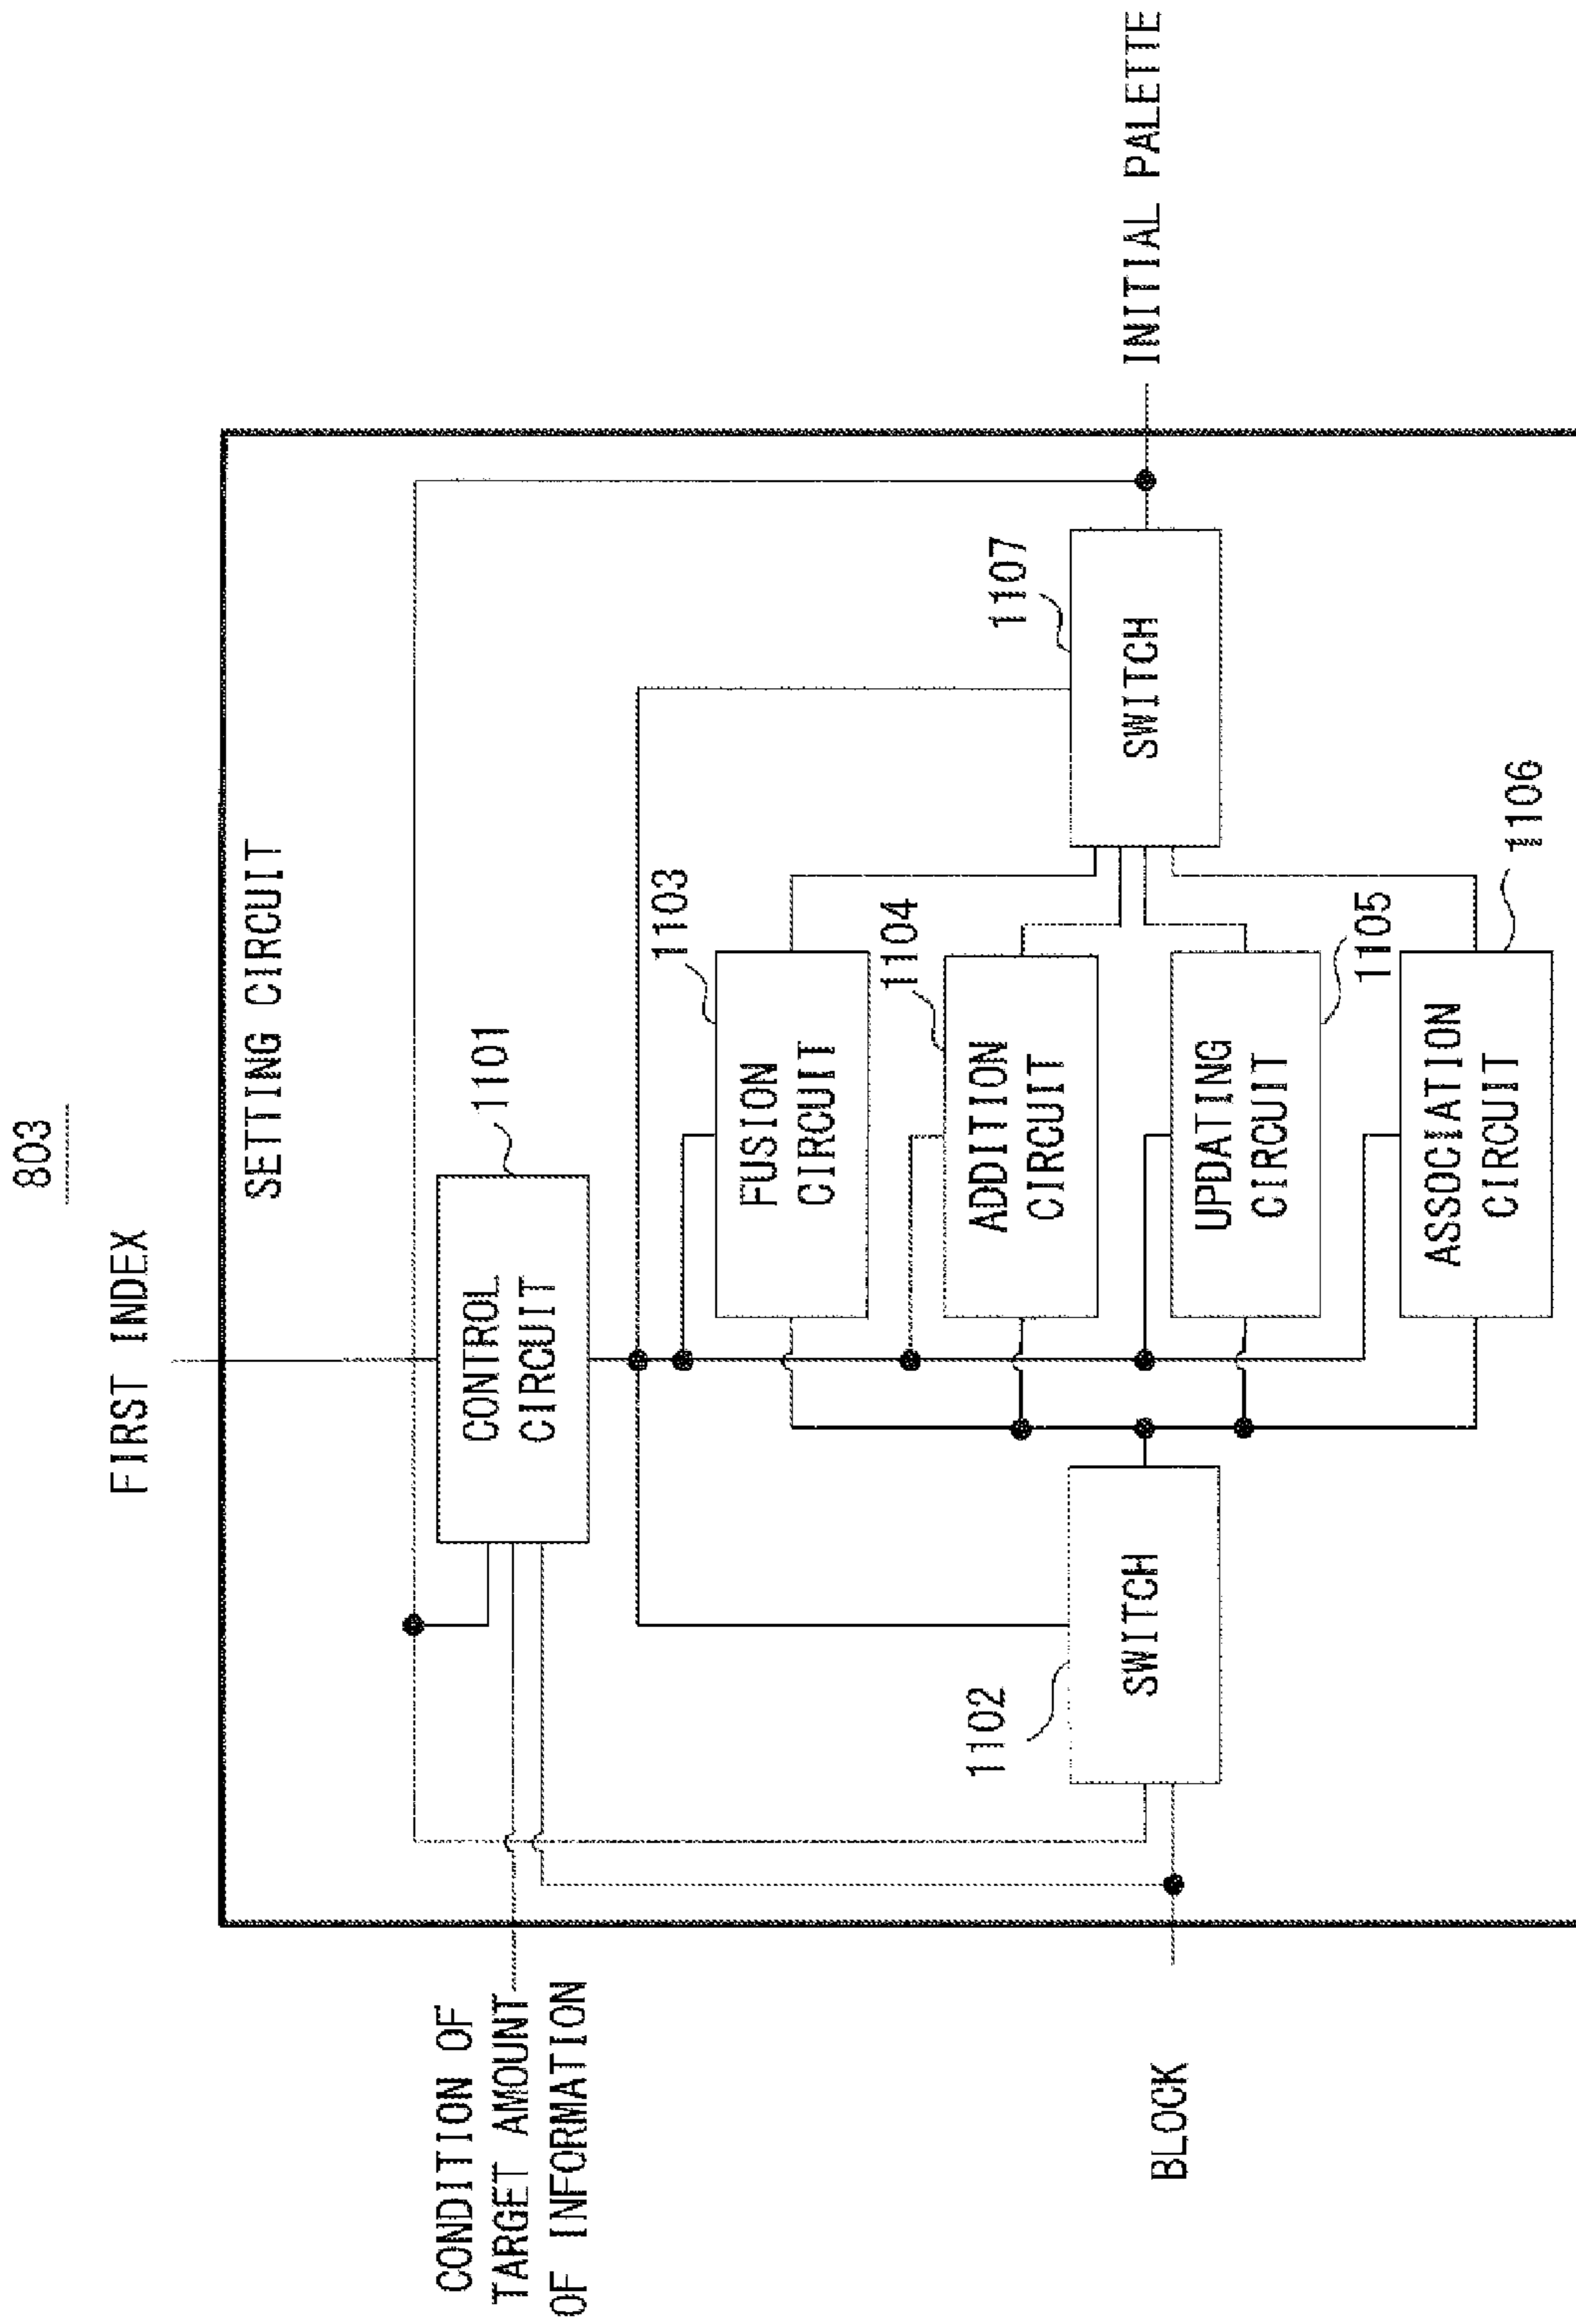 803
FIRST INDEX
SETTING CIRCUIT
CONDITION OF
TARGET AMOUNT
OF INFORMATION
CONTROL
CIRCUIT
1101
1103
FUSION
CIRCUIT
1104
ADDITION
CIRCUIT
1102
SWITCH
1107
SWITCH
INITIAL PALETTE
BLOCK
UPDATING
CIRCUIT
1105
ASSOCIATION
CIRCUIT
1106